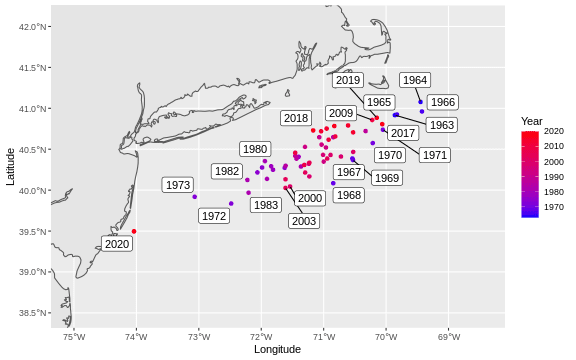 42.0°N
41.5°N
41.0°N
40.5°N
40.0°N
39.5°N
39.0°N
38.5°N
Latitude
75°W 74°W 73°W 72°W 71°W 70°W 69°W
Longitude
2019 1964
1965 1966
2018 2009 1963
2017
1980 1970 1971
1982 1967
1973 1969
1983 2000 1968
1972
2003
2020
Year
2020
2010
2000
1990
1980
1970